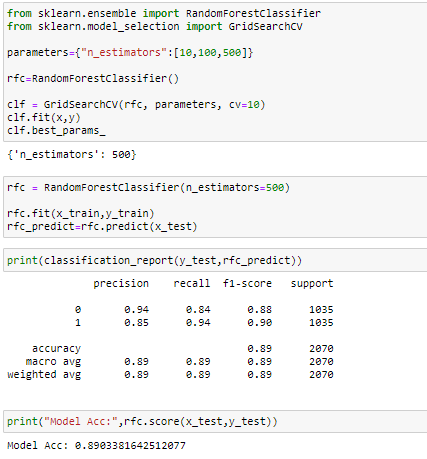 from sklearn.ensemble import RandomForestClassifier
from sklearn.model_selection import GridSearchCV
parameters={"n_estimators":[10,100,500]}
rfc=RandomForestClassifier()
clf = GridSearchCV(rfc, parameters, cv=10)
clf.fit(x,y)
clf.best_params_
{'n_estimators': 500}
rfc = RandomForestClassifier(n_estimators=500)
rfc.fit(x_train,y_train)
rfc_predict=rfc.predict(x_test)
print(classification_report(y_test,rfc_predict))
precision recall f1-score support
0 0.94 0.84 0.88 1035
1 0.85 0.94 0.90 1035
accuracy 0.89 2070
macro avg 0.89 0.89 0.89 2070
weighted avg 0.89 0.89 0.89 2070
print("Model Acc:",rfc.score(x_test,y_test))
Model Acc: 0.8903381642512077